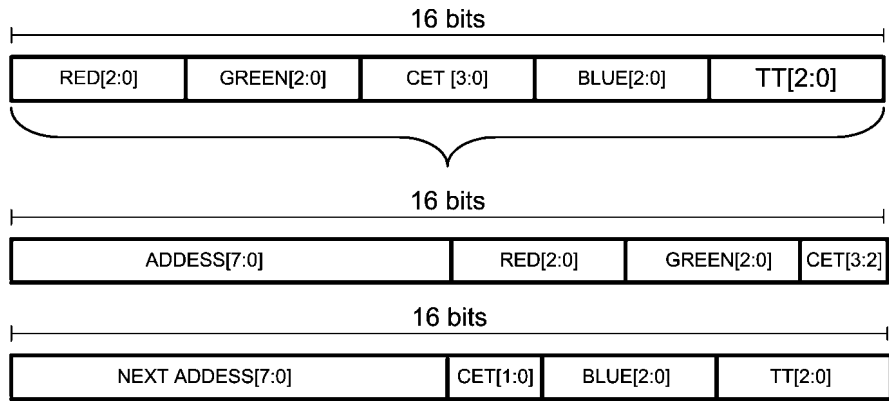 16 bits
RED[2:0] GREEN[2:0] CET [3:0] BLUE[2:0] TT[2:0]
16 bits
ADDESS[7:0] RED[2:0] GREEN[2:0] CET[3:2]
16 bits
NEXT ADDESS[7:0] CET[1:0] BLUE[2:0] TT[2:0]